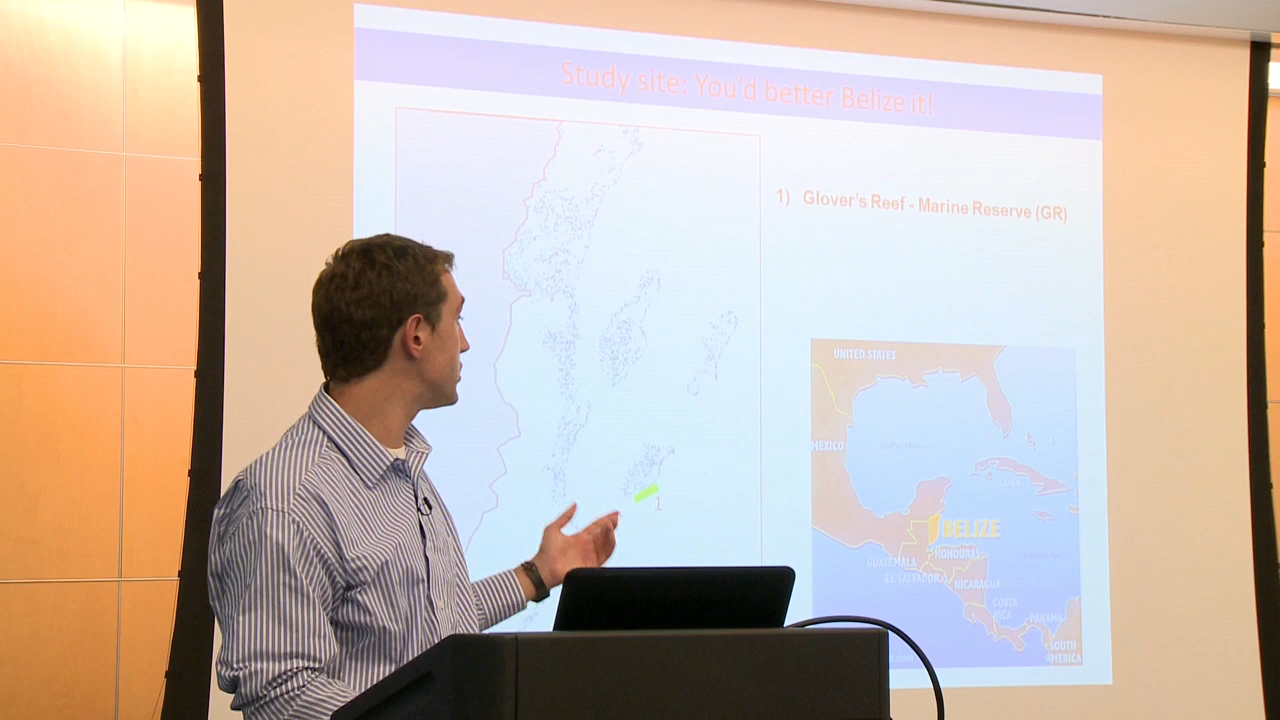 Study site: You'd better Belize it!
1) Glover's Reef - Marine Reserve (GR)
1
UNITED STATES
MEXICO
CUBA
BELIZE
HONDURAS
GUATEMALA
EL SALVADOR
NICARAGUA
COSTA
RICA
PANAMA
SOUTH
AMERICA